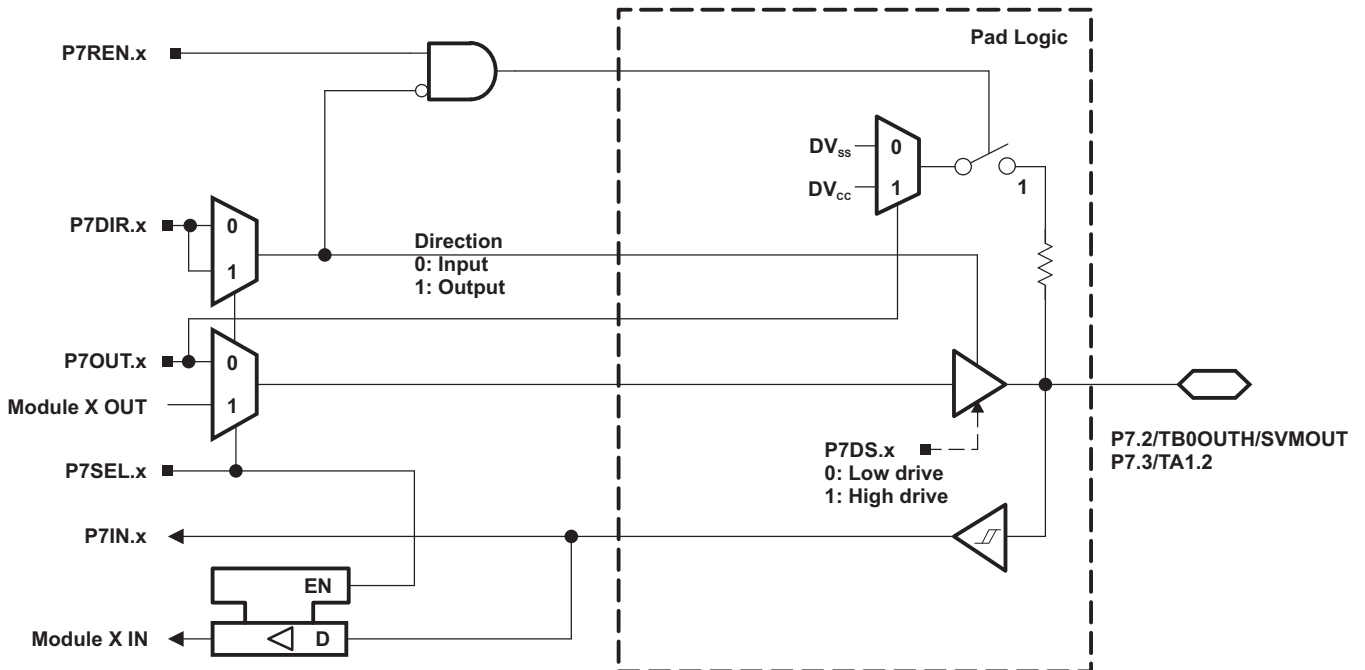 Pad Logic
P7REN.x
DVSS
0
DVCC
1
1
P7DIR.x
0
1
Direction
0: Input
1: Output
P7OUT.x
0
Module X OUT
1
P7DS.x
0: Low drive
1: High drive
P7.2/TB0OUTH/SVMOUT
P7.3/TA1.2
P7SEL.x
P7IN.x
EN
Module X IN
D